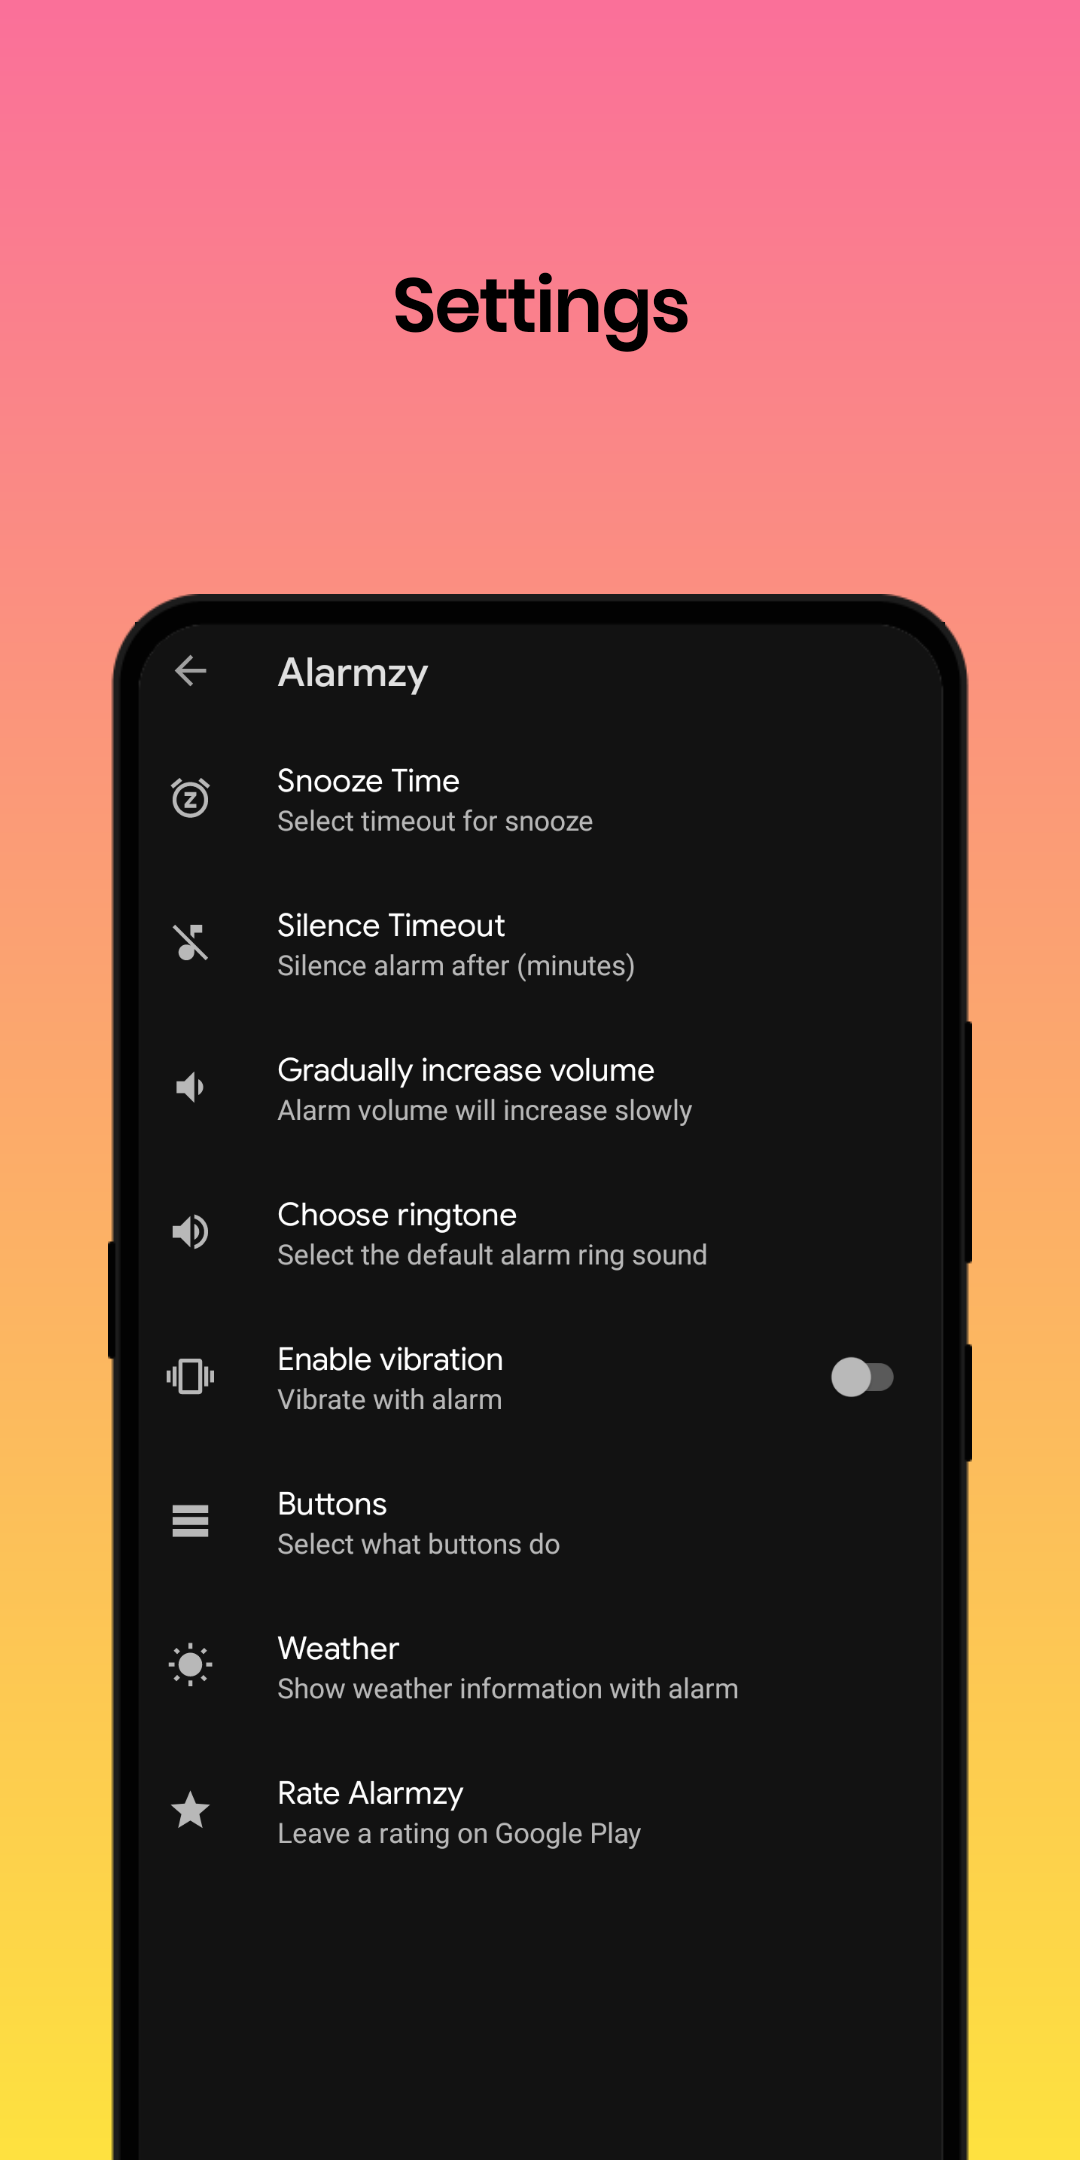 Settings
Alarmzy
Snooze Time
Select timeout for snooze
Silence Timeout
Silence alarm after (minutes)
Gradually increase volume
Alarm volume will increase slowly
Choose ringtone
Select the default alarm ring sound
Enable vibration
Vibrate with alarm
Buttons
Select what buttons do
Weather
Show weather information with alarm
Rate Alarmzy
Leave a rating on Google Play